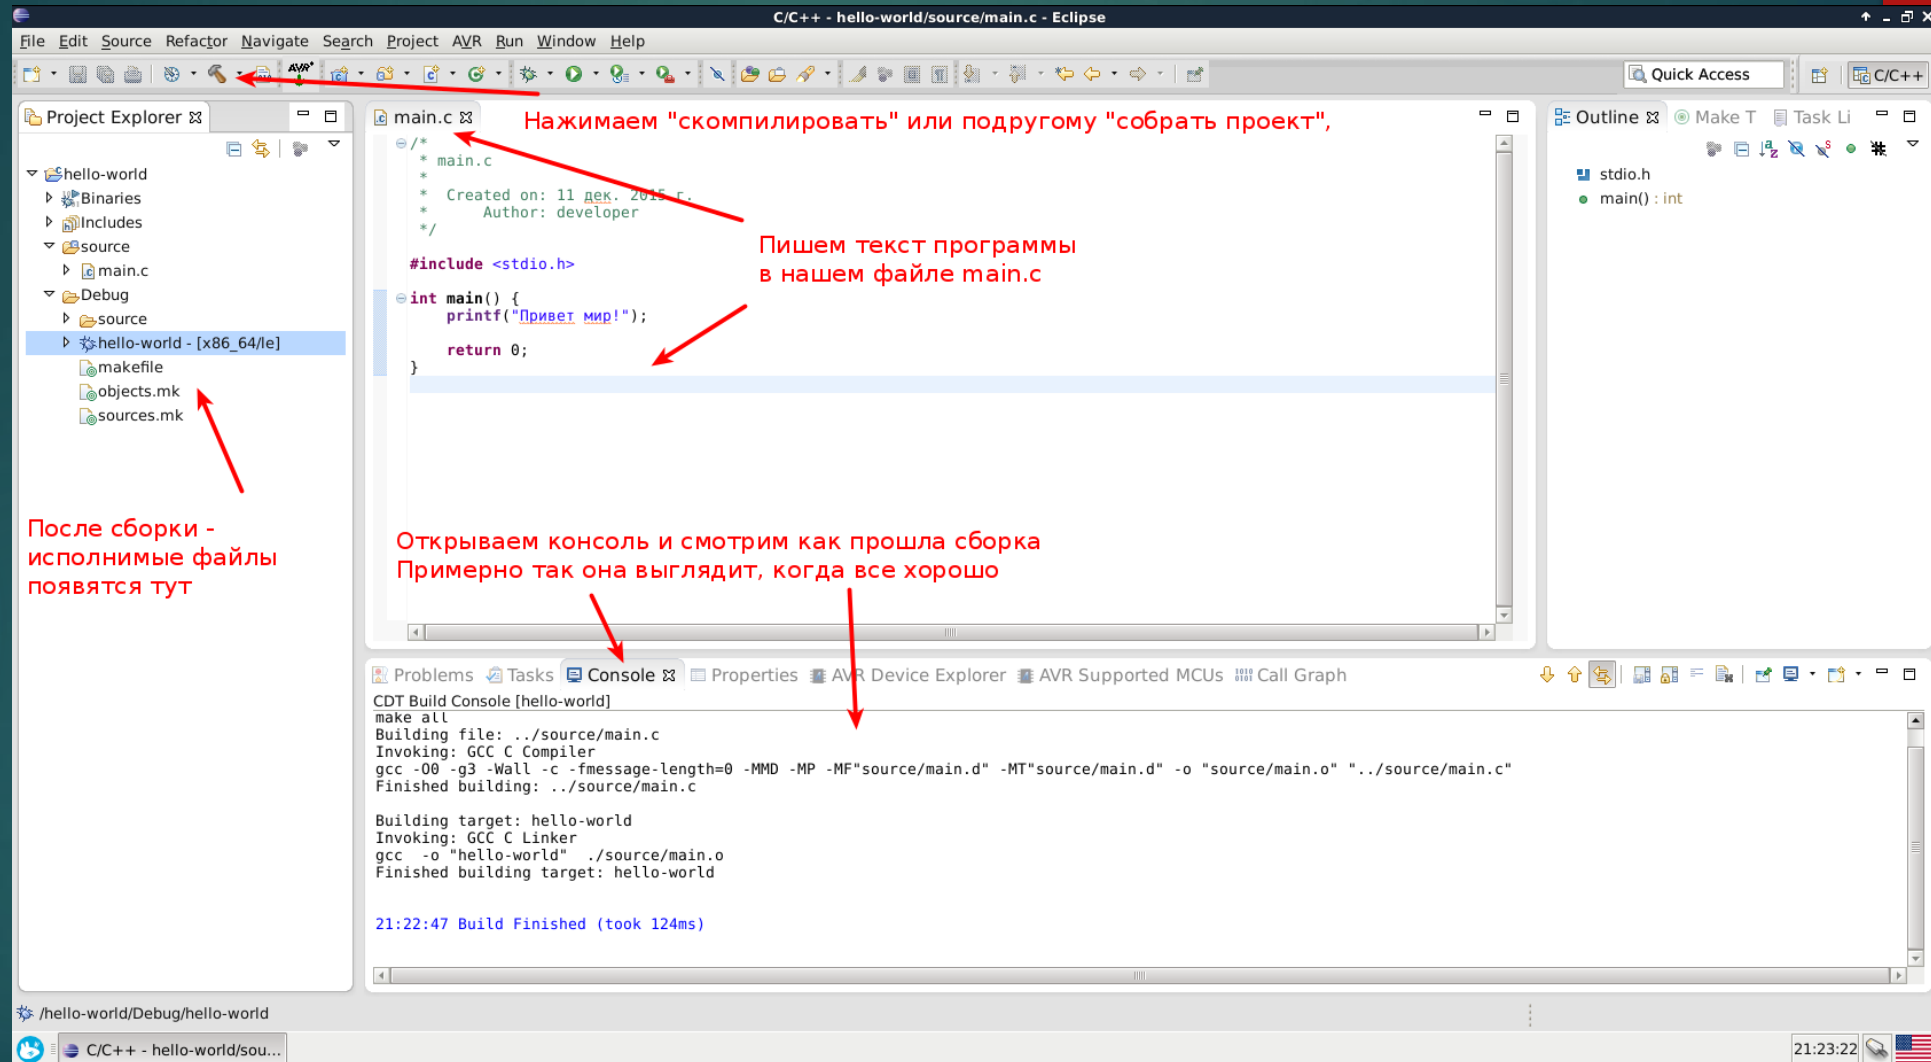 C/C++ - hello-world/source/main.c - Eclipse
File Edit Source Refactor Navigate Search Project AVR Run Window Help
Quick Access
C/C++
Project Explorer
hello-world
Binaries
Includes
source
main.c
Debug
source
hello-world - [x86_64/le]
makefile
objects.mk
sources.mk
После сборки -
исполнимые файлы
появятся тут
main.c
Нажимаем "скомпилировать" или подругому "собрать проект",
/*
* main.c
*
* Created on: 11 дек. 2015 г.
* Author: developer
*/
#include <stdio.h>
int main() {
printf("Привет мир!");
return 0;
}
Пишем текст программы
в нашем файле main.c
Открываем консоль и смотрим как прошла сборка
Примерно так она выглядит, когда все хорошо
Outline Make T Task Li
stdio.h
main() : int
Problems Tasks Console Properties AVR Device Explorer AVR Supported MCUs Call Graph
CDT Build Console [hello-world]
make all
Building file: ../source/main.c
Invoking: GCC C Compiler
gcc -O0 -g3 -Wall -c -fmessage-length=0 -MMD -MP -MF"source/main.d" -MT"source/main.d" -o "source/main.o" "../source/main.c"
Finished building: ../source/main.c
Building target: hello-world
Invoking: GCC C Linker
gcc -o "hello-world" ./source/main.o
Finished building target: hello-world
21:22:47 Build Finished (took 124ms)
/hello-world/Debug/hello-world
C/C++ - hello-world/sou...
21:23:22